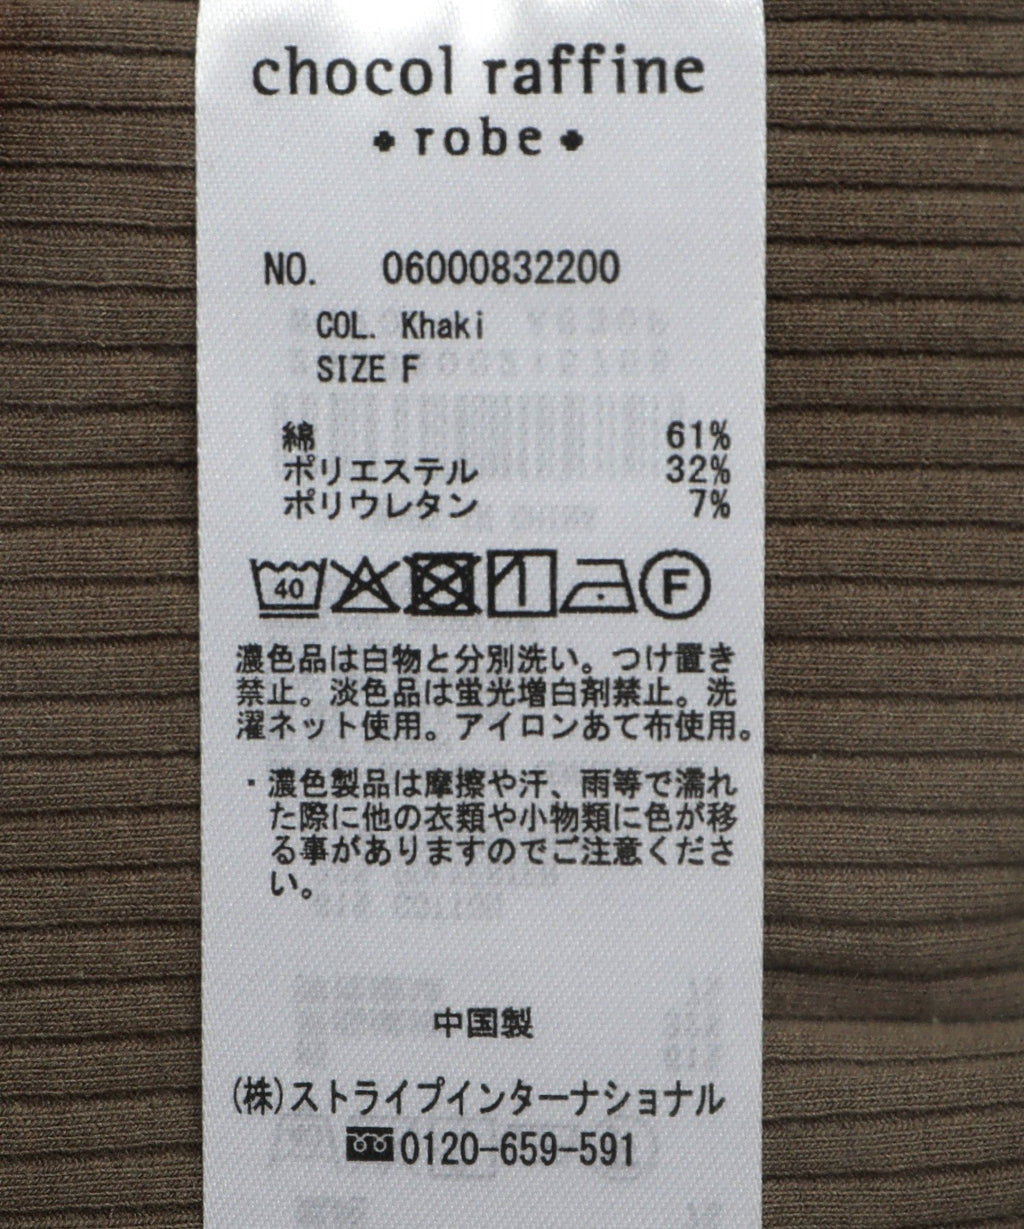 chocol raffine
robe
NO. 06000832200
COL. Khaki
SIZE F
綿 61%
ポリエステル 32%
ポリウレタン 7%
40 F
濃色品は白物と分別洗い。つけ置き
禁止。淡色品は蛍光増白剤禁止。洗
濯ネット使用。アイロンあて布使用。
・濃色製品は摩擦や汗、雨等で濡れ
た際に他の衣類や小物類に色が移
る事がありますのでご注意くださ
い。
中国製
(株)ストライプインターナショナル
0120-659-591